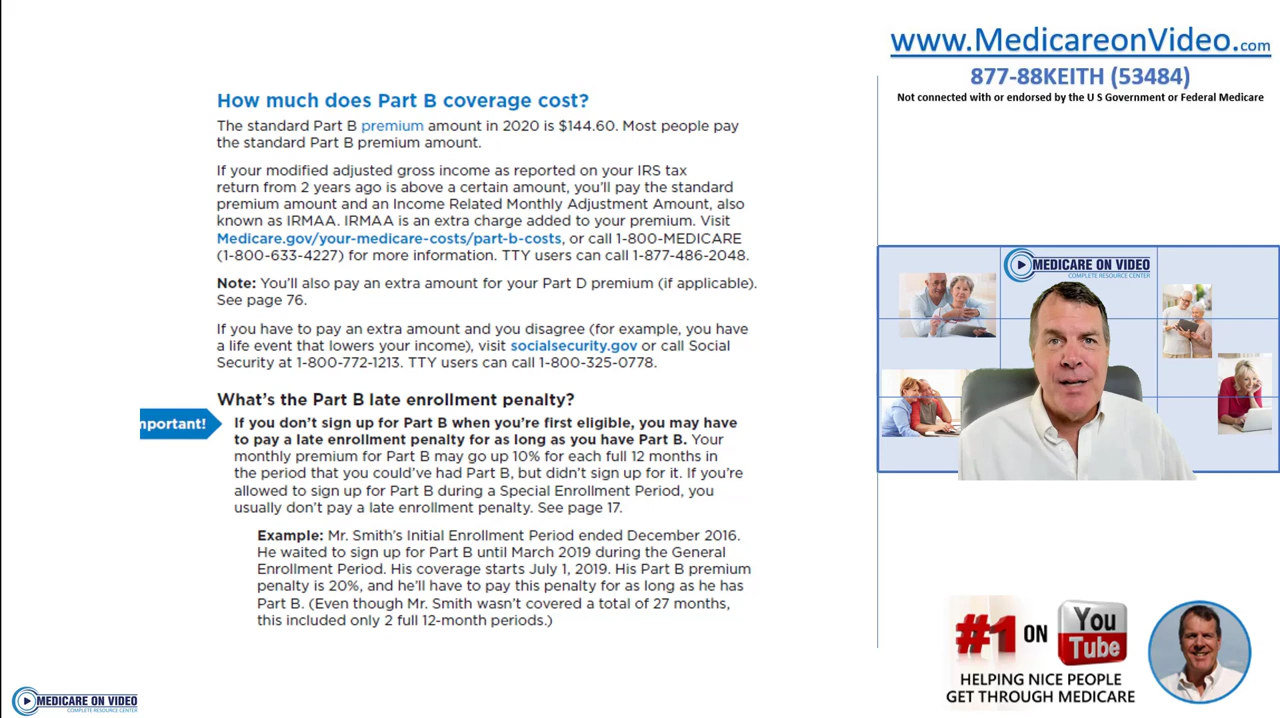 www.MedicareonVideo.com
877-88KEITH (53484)
Not connected with or endorsed by the U S Government or Federal Medicare
How much does Part B coverage cost?
The standard Part B premium amount in 2020 is $144.60. Most people pay
the standard Part B premium amount.
If your modified adjusted gross income as reported on your IRS tax
return from 2 years ago is above a certain amount, you'll pay the standard
premium amount and an Income Related Monthly Adjustment Amount, also
known as IRMAA. IRMAA is an extra charge added to your premium. Visit
Medicare.gov/your-medicare-costs/part-b-costs, or call 1-800-MEDICARE
(1-800-633-4227) for more information. TTY users can call 1-877-486-2048.
Note: You'll also pay an extra amount for your Part D premium (if applicable).
See page 76.
If you have to pay an extra amount and you disagree (for example, you have
a life event that lowers your income), visit socialsecurity.gov or call Social
Security at 1-800-772-1213. TTY users can call 1-800-325-0778.
What's the Part B late enrollment penalty?
mportant!
If you don't sign up for Part B when you're first eligible, you may have
to pay a late enrollment penalty for as long as you have Part B. Your
monthly premium for Part B may go up 10% for each full 12 months in
the period that you could've had Part B, but didn't sign up for it. If you're
allowed to sign up for Part B during a Special Enrollment Period, you
usually don't pay a late enrollment penalty. See page 17.
Example: Mr. Smith's Initial Enrollment Period ended December 2016.
He waited to sign up for Part B until March 2019 during the General
Enrollment Period. His coverage starts July 1, 2019. His Part B premium
penalty is 20%, and he'll have to pay this penalty for as long as he has
Part B. (Even though Mr. Smith wasn't covered a total of 27 months,
this included only 2 full 12-month periods.)
MEDICARE ON VIDEO
COMPLETE RESOURCE CENTER
#1 ON You
Tube
HELPING NICE PEOPLE
GET THROUGH MEDICARE
MEDICARE ON VIDEO
COMPLETE RESOURCE CENTER